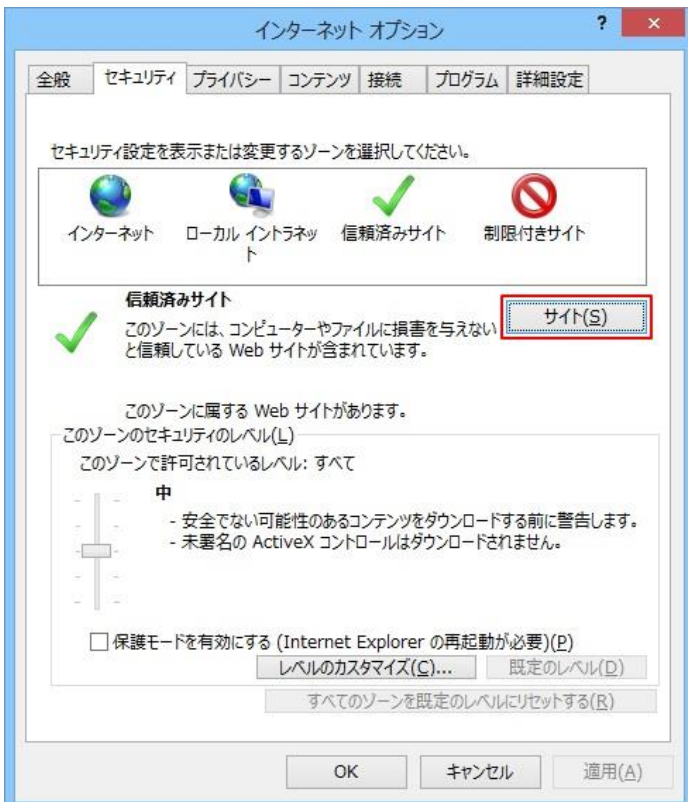 インターネット オプション
?
×
全般
セキュリティ
プライバシー
コンテンツ
接続
プログラム
詳細設定
セキュリティ設定を表示または変更するゾーンを選択してください。
インターネット
ローカル イントラネッ
ト
信頼済みサイト
制限付きサイト
信頼済みサイト
このゾーンには、コンピューターやファイルに損害を与えない
と信頼している Web サイトが含まれています。
サイト(S)
このゾーンに属する Web サイトがあります。
このゾーンのセキュリティのレベル(L)
このゾーンで許可されているレベル: すべて
中
- 安全でない可能性のあるコンテンツをダウンロードする前に警告します。
- 未署名の ActiveX コントロールはダウンロードされません。
保護モードを有効にする (Internet Explorer の再起動が必要)(P)
レベルのカスタマイズ(C)...
既定のレベル(D)
すべてのゾーンを既定のレベルにリセットする(R)
OK
キャンセル
適用(A)